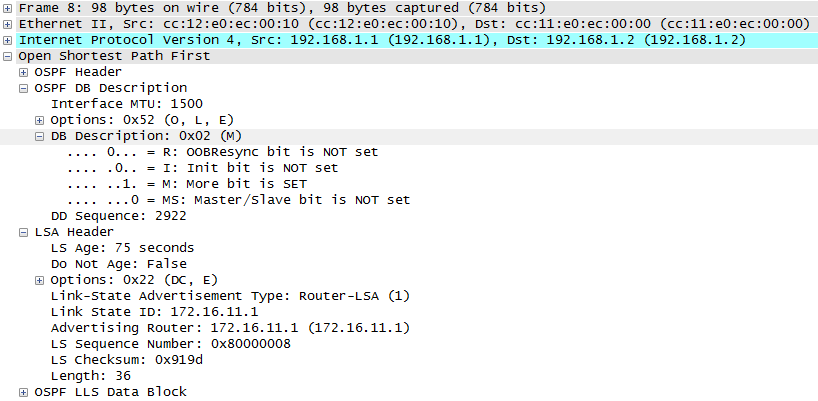 Frame 8: 98 bytes on wire (784 bits), 98 bytes captured (784 bits)
Ethernet II, Src: cc:12:e0:ec:00:10 (cc:12:e0:ec:00:10), Dst: cc:11:e0:ec:00:00 (cc:11:e0:ec:00:00)
Internet Protocol Version 4, Src: 192.168.1.1 (192.168.1.1), Dst: 192.168.1.2 (192.168.1.2)
Open Shortest Path First
OSPF Header
OSPF DB Description
Interface MTU: 1500
Options: 0x52 (O, L, E)
DB Description: 0x02 (M)
.... 0... = R: OOBResync bit is NOT set
.... .0.. = I: Init bit is NOT set
.... ..1. = M: More bit is SET
.... ...0 = MS: Master/Slave bit is NOT set
DD Sequence: 2922
LSA Header
LS Age: 75 seconds
Do Not Age: False
Options: 0x22 (DC, E)
Link-State Advertisement Type: Router-LSA (1)
Link State ID: 172.16.11.1
Advertising Router: 172.16.11.1 (172.16.11.1)
LS Sequence Number: 0x80000008
LS Checksum: 0x919d
Length: 36
OSPF LLS Data Block